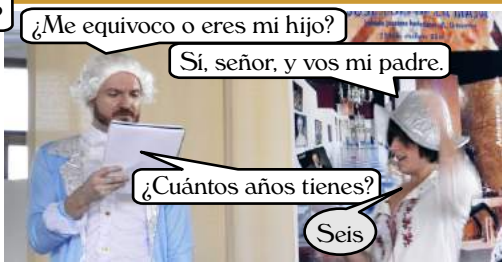 ¿Me equivoco o eres mi hijo?
Sí, señor, y vos mi padre.
¿Cuántos años tienes?
Seis